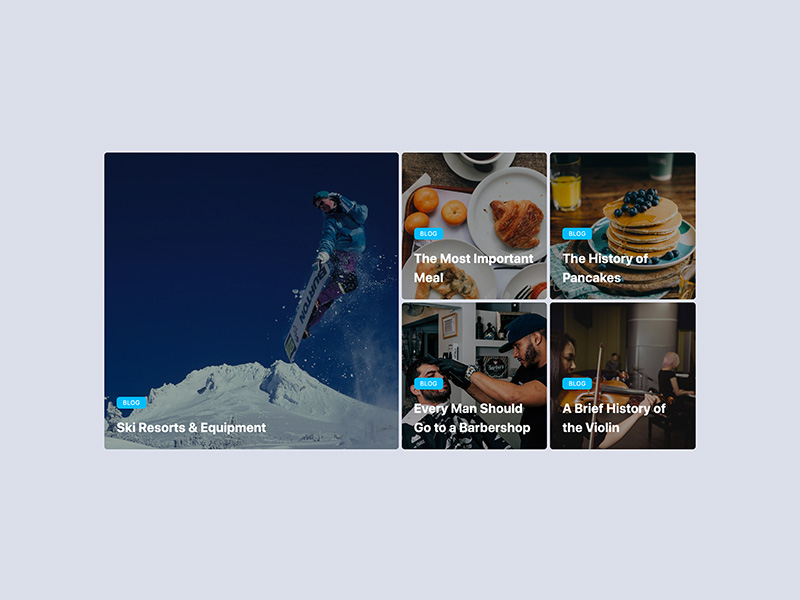 BLOG
Ski Resorts & Equipment
BURTON
BLOG
The Most Important
Meal
BLOG
The History of
Pancakes
BLOG
Every Man Should
Go to a Barbershop
BLOG
A Brief History of
the Violin